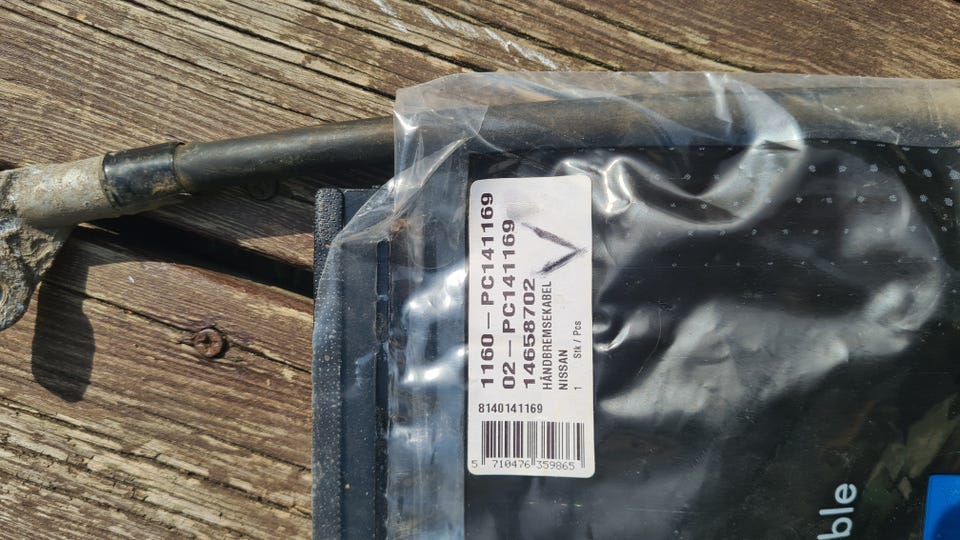 1160 – PC141169
02 – PC141169
14658702
HÅNDBREMSEKABEL
NISSAN
1 Stk / Pcs
8140141169
5 710476 359865
ble